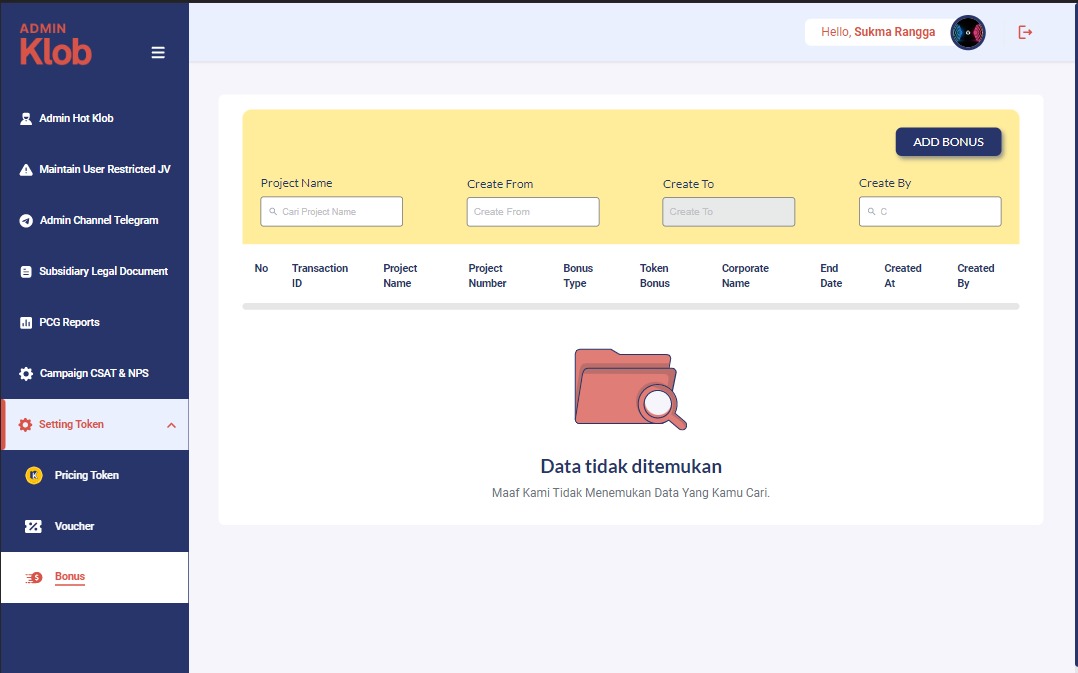 ADMIN
Klob
Hello, Sukma Rangga
Admin Hot Klob
Maintain User Restricted JV
Admin Channel Telegram
Subsidiary Legal Document
PCG Reports
Campaign CSAT & NPS
Setting Token
Pricing Token
Voucher
Bonus
ADD BONUS
Project Name
Create From
Create To
Create By
Cari Project Name
Create From
Create To
C
No
Transaction ID
Project Name
Project Number
Bonus Type
Token Bonus
Corporate Name
End Date
Created At
Created By
Data tidak ditemukan
Maaf Kami Tidak Menemukan Data Yang Kamu Cari.